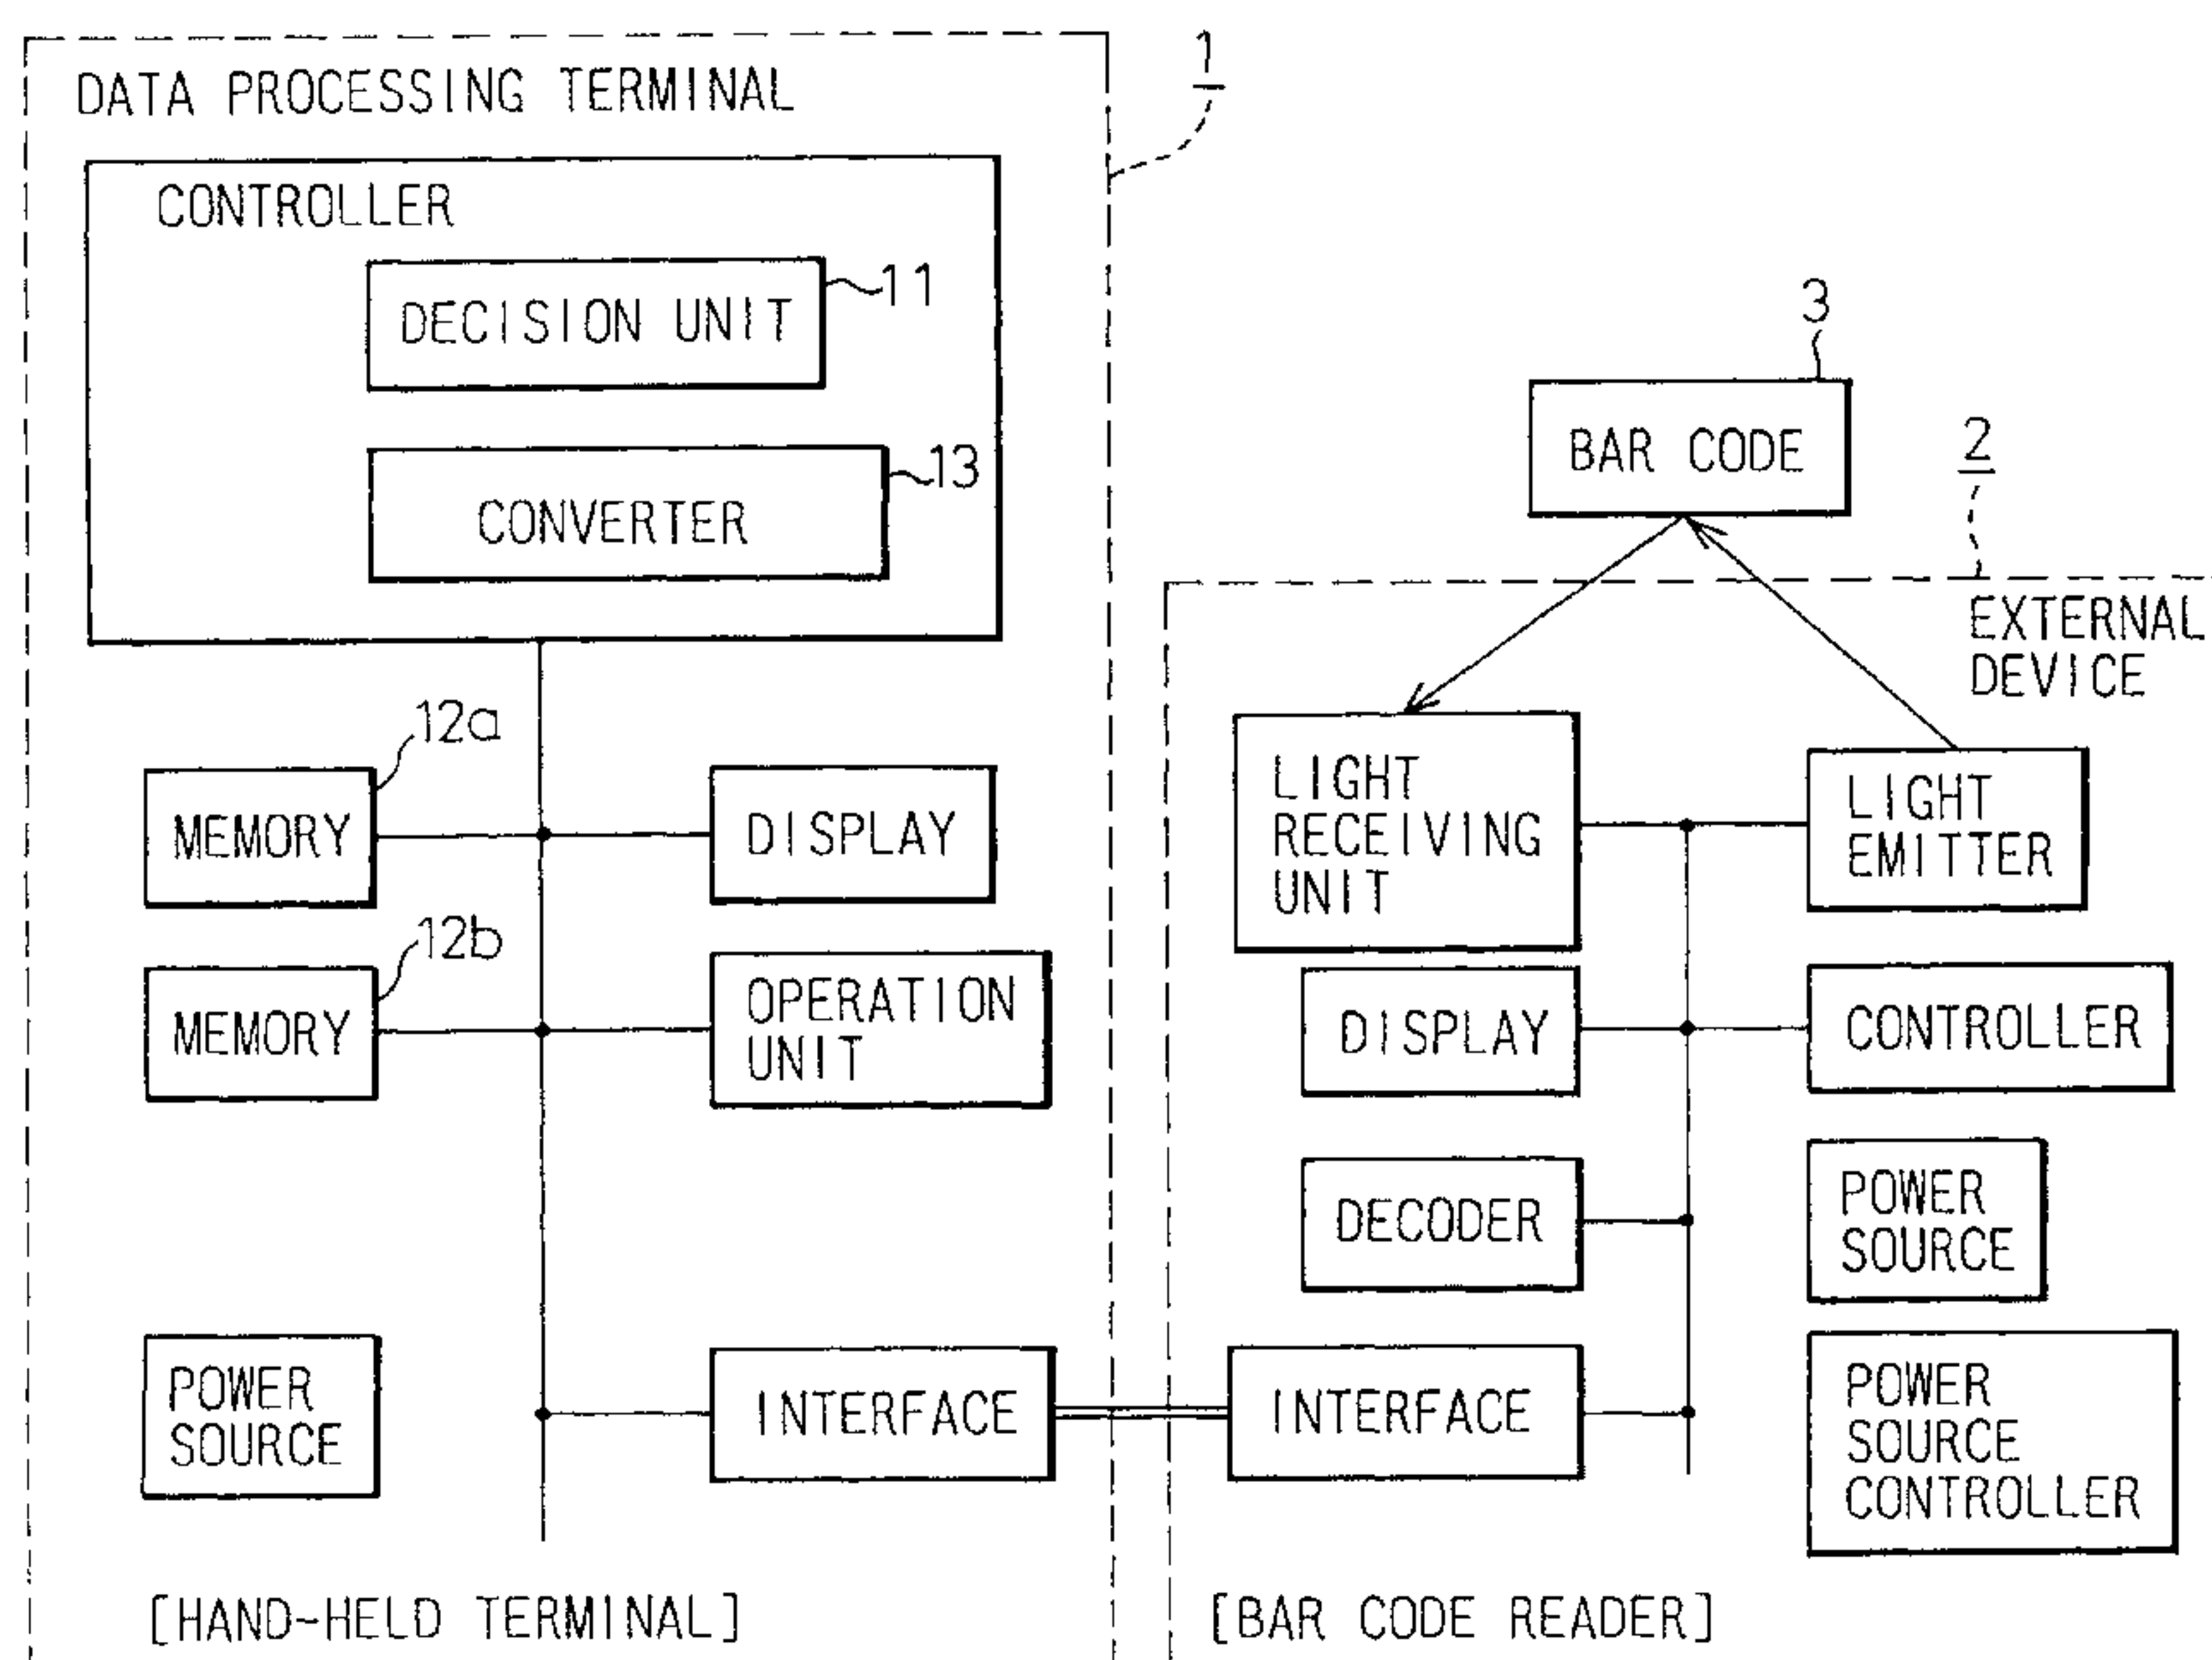 DATA PROCESSING TERMINAL
1
CONTROLLER
DECISION UNIT
11
CONVERTER
13
MEMORY
12a
DISPLAY
MEMORY
12b
OPERATION
UNIT
POWER
SOURCE
INTERFACE
[HAND-HELD TERMINAL]
3
BAR CODE
2
EXTERNAL
DEVICE
LIGHT
RECEIVING
UNIT
LIGHT
EMITTER
DISPLAY
CONTROLLER
DECODER
POWER
SOURCE
INTERFACE
POWER
SOURCE
CONTROLLER
[BAR CODE READER]